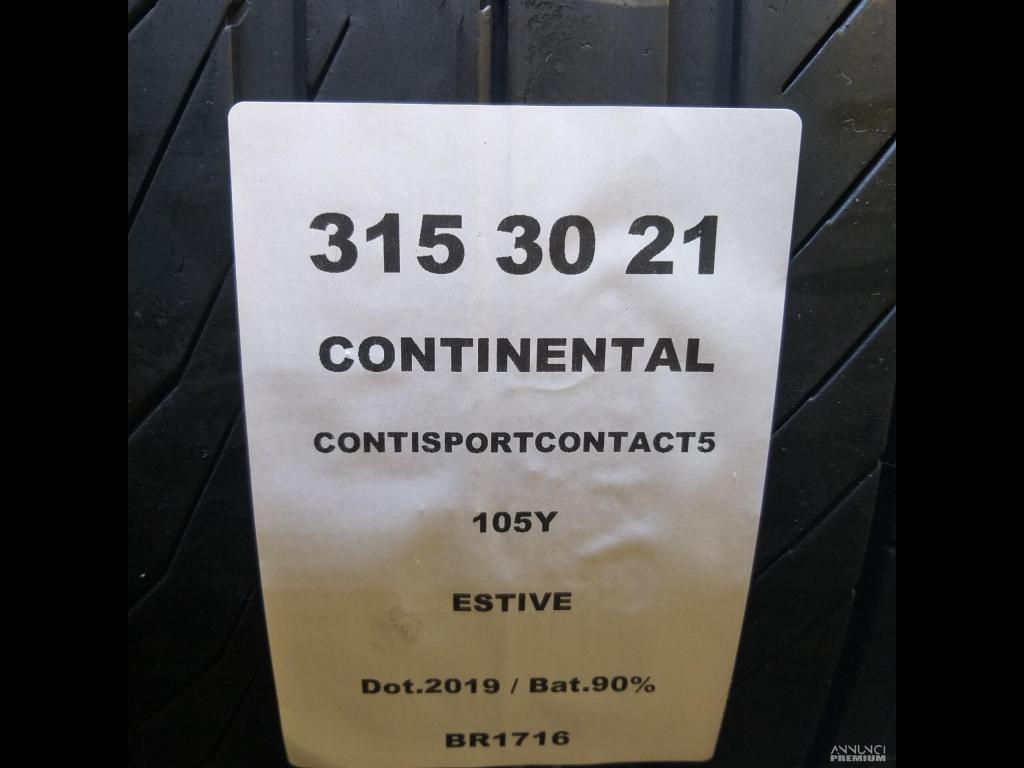 315 30 21
CONTINENTAL
CONTISPORTCONTACT5
105Y
ESTIVE
Dot.2019 / Bat.90%
BR1716
ANNUNCI
PREMIUM